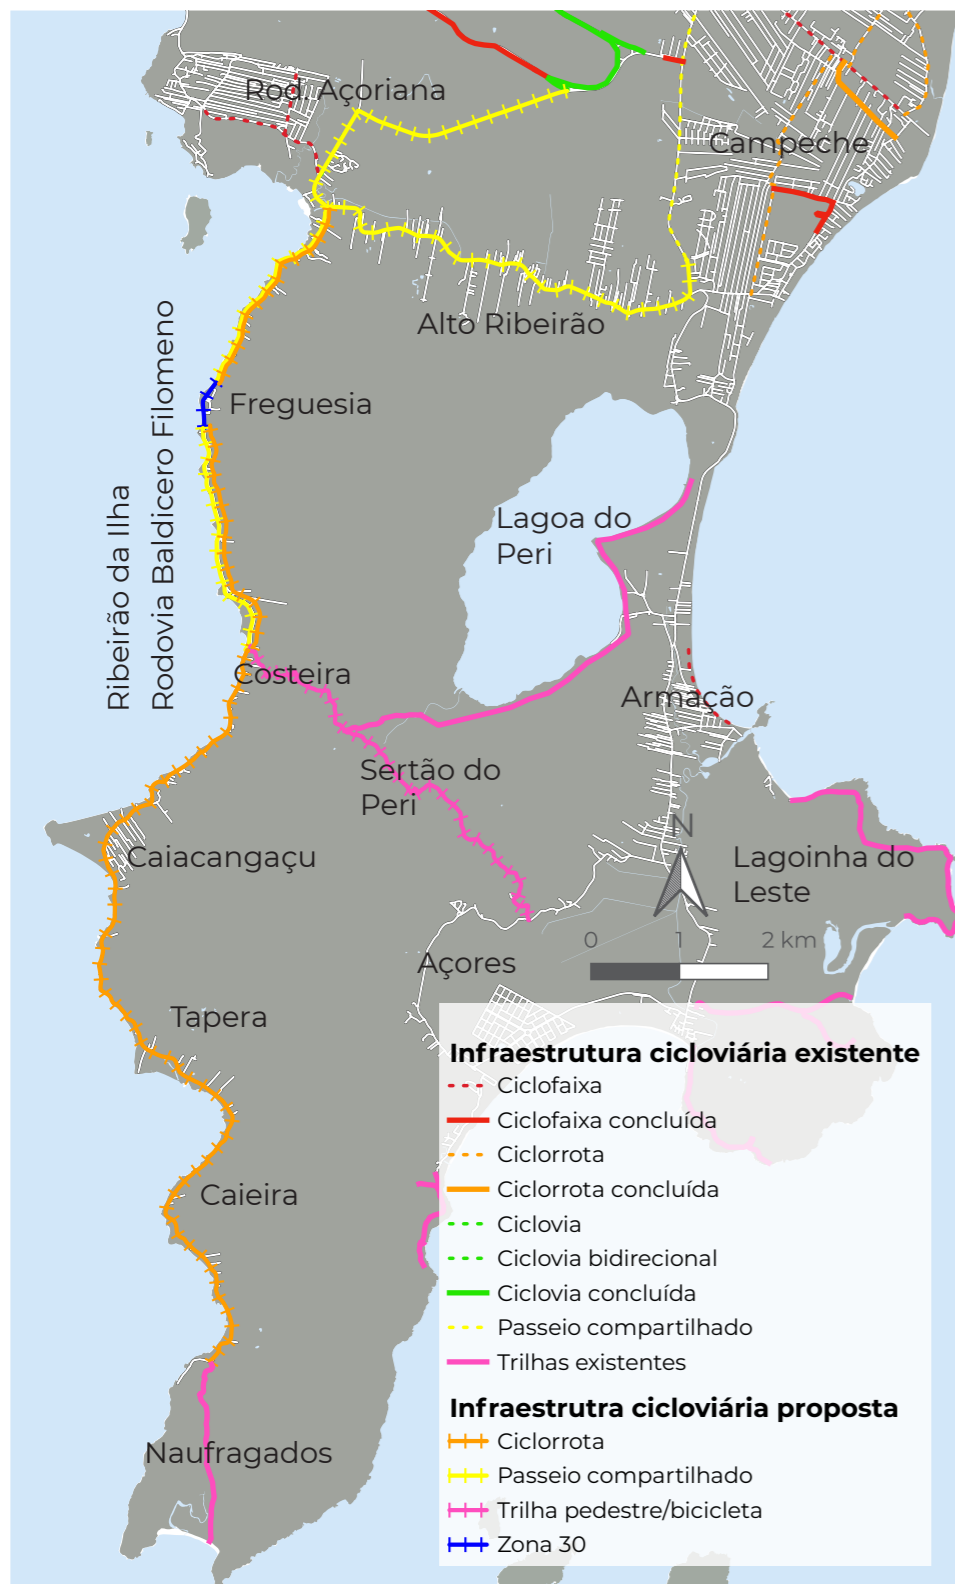 Rod. Açoriana
Campeche
Alto Ribeirão
Freguesia
Ribeirão da Ilha
Rodovia Baldicero Filomeno
Lagoa do
Peri
Costeira
Armação
Sertão do
Peri
N
Caiacangaçu
Lagoinha do
Leste
0 1 2 km
Açores
Tapera
Caieira
Naufragados
Infraestrutura cicloviária existente
Ciclofaixa
Ciclofaixa concluída
Ciclorrota
Ciclorrota concluída
Ciclovia
Ciclovia bidirecional
Ciclovia concluída
Passeio compartilhado
Trilhas existentes
Infraestrutra cicloviária proposta
Ciclorrota
Passeio compartilhado
Trilha pedestre/bicicleta
Zona 30